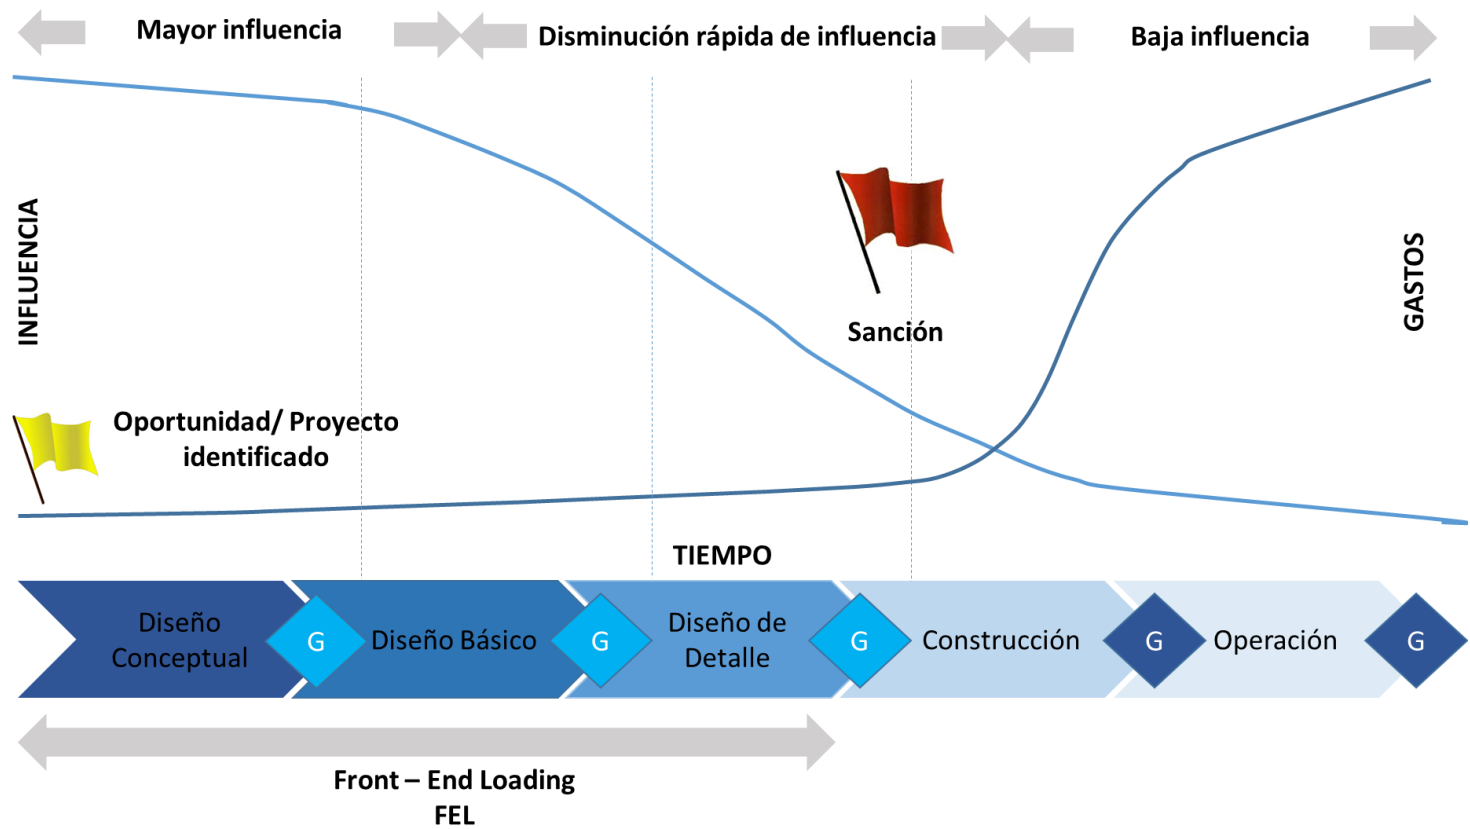 Mayor influencia
Disminución rápida de influencia
Baja influencia
INFLUENCIA
GASTOS
Sanción
Oportunidad/ Proyecto
identificado
TIEMPO
Diseño
Conceptual
G
Diseño Básico
G
Diseño de
Detalle
G
Construcción
G
Operación
G
Front – End Loading
FEL